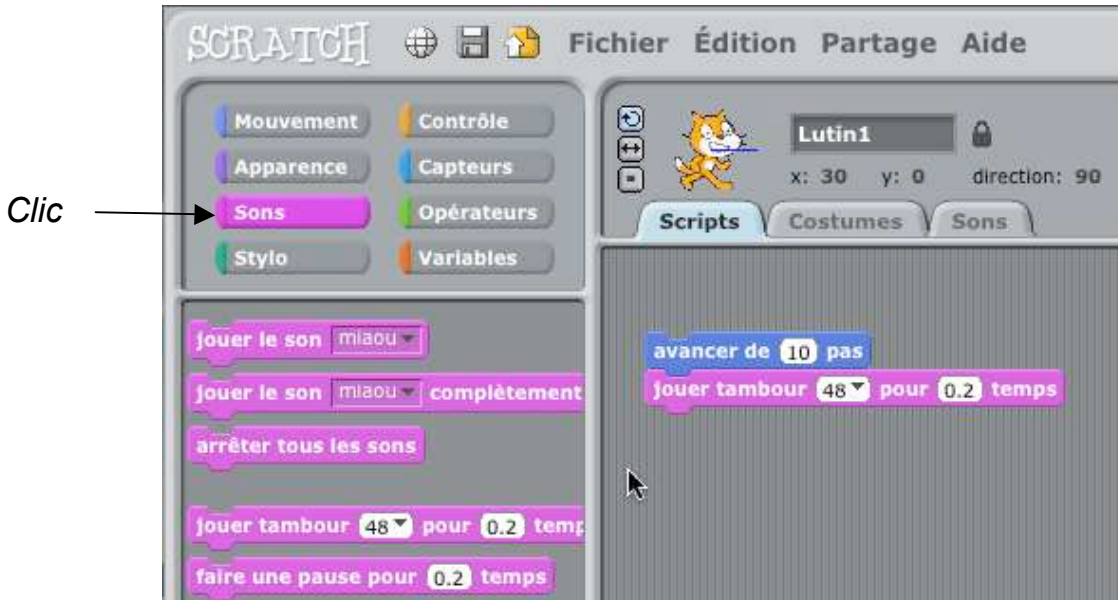 SCRATCH Fichier Édition Partage Aide
Mouvement Contrôle
Apparence Capteurs
Sons Opérateurs
Stylo Variables
Clic
Lutin1
x: 30 y: 0 direction: 90
Scripts Costumes Sons
jouer le son miaou
jouer le son miaou complètement
arrêter tous les sons
jouer tambour 48 pour 0.2 temp
faire une pause pour 0.2 temps
avancer de 10 pas
jouer tambour 48 pour 0.2 temps